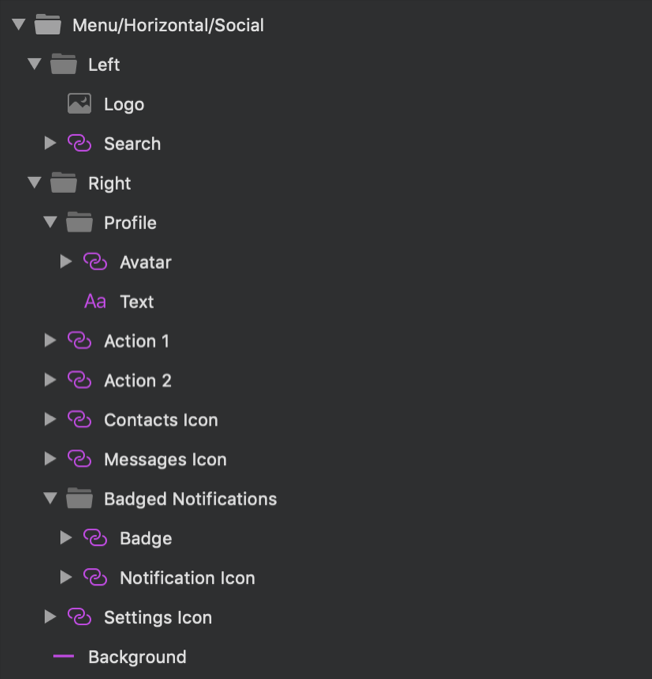 Menu/Horizontal/Social
Left
Logo
Search
Right
Profile
Avatar
Aa Text
Action 1
Action 2
Contacts Icon
Messages Icon
Badged Notifications
Badge
Notification Icon
Settings Icon
Background